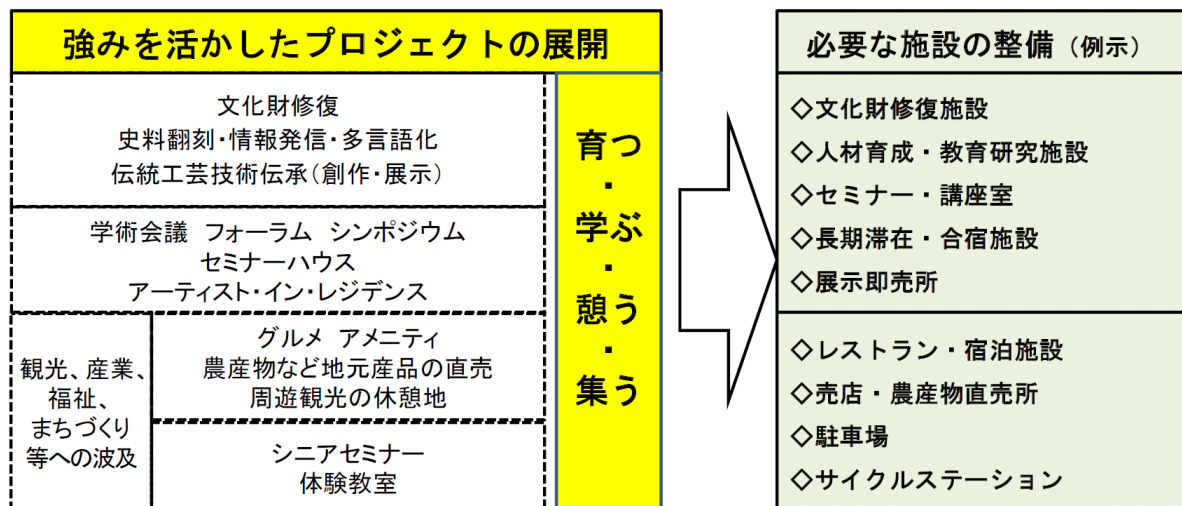 強みを活かしたプロジェクトの展開
文化財修復
史料翻刻・情報発信・多言語化
伝統工芸技術伝承（創作・展示）
学術会議 フォーラム シンポジウム
セミナーハウス
アーティスト・イン・レジデンス
観光、産業、
福祉、
まちづくり
等への波及
グルメ アメニティ
農産物など地元産品の直売
周遊観光の休憩地
シニアセミナー
体験教室
育つ
・
学ぶ
・
憩う
・
集う
必要な施設の整備（例示）
◇文化財修復施設
◇人材育成・教育研究施設
◇セミナー・講座室
◇長期滞在・合宿施設
◇展示即売所
◇レストラン・宿泊施設
◇売店・農産物直売所
◇駐車場
◇サイクルステーション